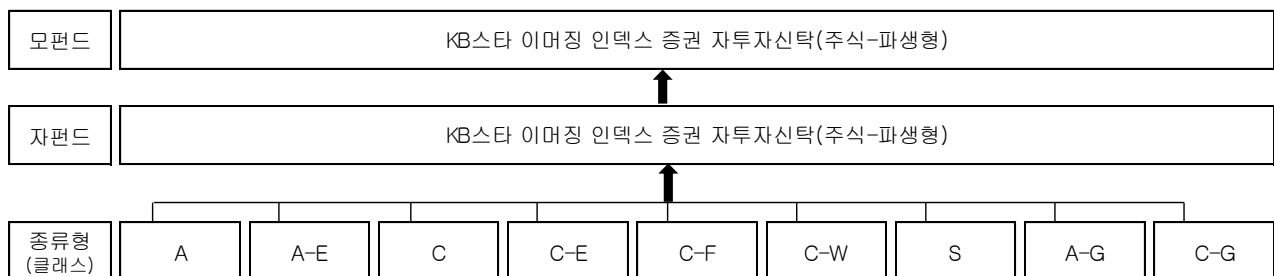 모펀드
KB스타 이머징 인덱스 증권 자투자신탁(주식-파생형)
자펀드
KB스타 이머징 인덱스 증권 자투자신탁(주식-파생형)
종류형
(클래스)
A
A-E
C
C-E
C-F
C-W
S
A-G
C-G